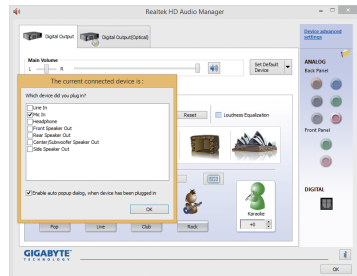 Realtek HD Audio Manager
Digital Output
Digital Output(Optical)
Device advanced
settings
Main Volume
L
R
Set Default
Device
ANALOG
Back Panel
The current connected device is :
Which device did you plug in?
Line In
Mic In
Headphone
Front Speaker Out
Rear Speaker Out
Center/Subwoofer Speaker Out
Side Speaker Out
Reset
Loudness Equalization
Front Panel
Enable auto popup dialog, when device has been plugged in
OK
DIGITAL
Karaoke
Pop
Live
Club
Rock
+0
GIGABYTE
TECHNOLOGY
OK